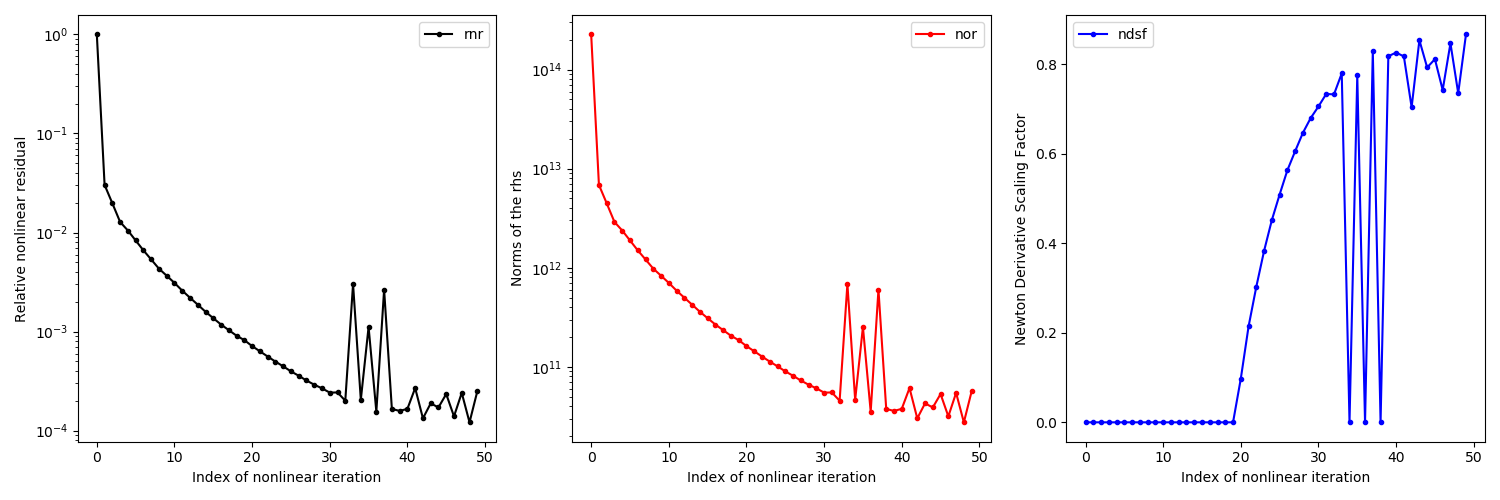 rnr
Relative nonlinear residual
10^0
10^-1
10^-2
10^-3
10^-4
0 10 20 30 40 50
Index of nonlinear iteration
nor
Norms of the rhs
10^14
10^13
10^12
10^11
0 10 20 30 40 50
Index of nonlinear iteration
ndsf
Newton Derivative Scaling Factor
0.8
0.6
0.4
0.2
0.0
0 10 20 30 40 50
Index of nonlinear iteration